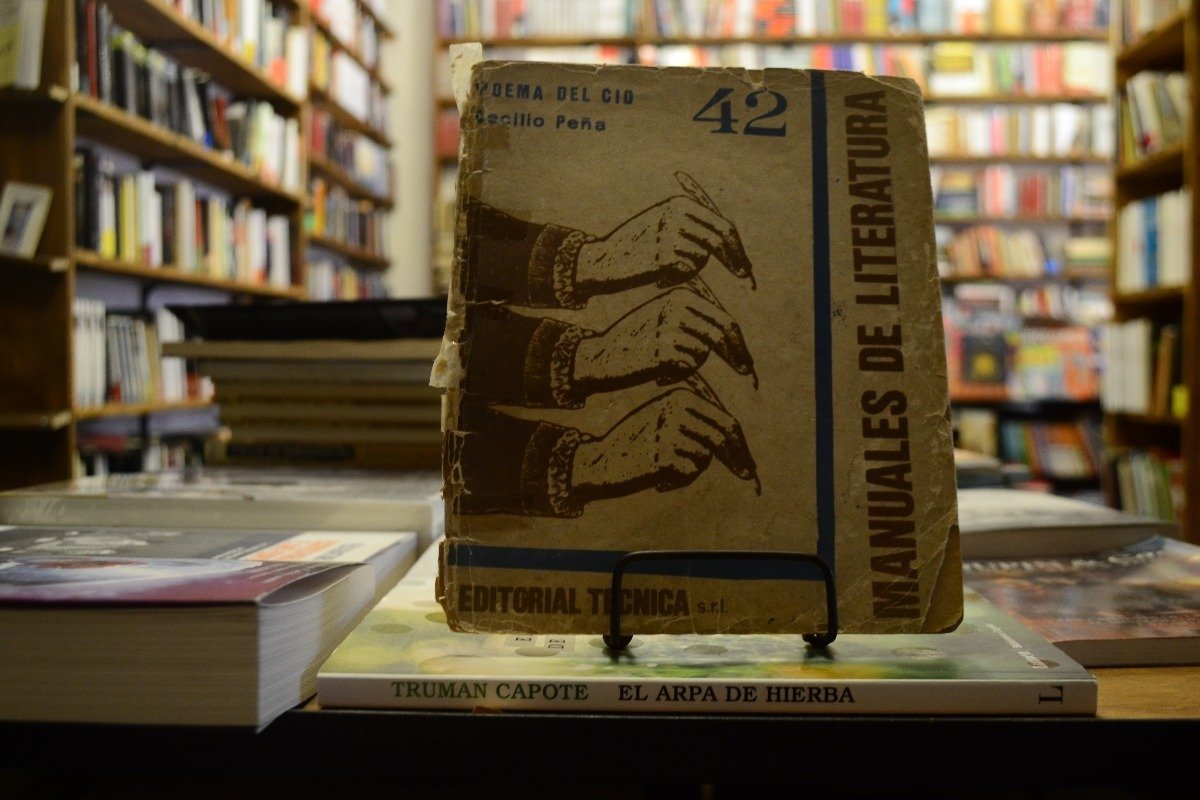 POEMA DEL CID
Cecilio Peña
42
MANUALES DE LITERATURA
EDITORIAL TECNICA s.r.l.
TRUMAN CAPOTE EL ARPA DE HIERBA L